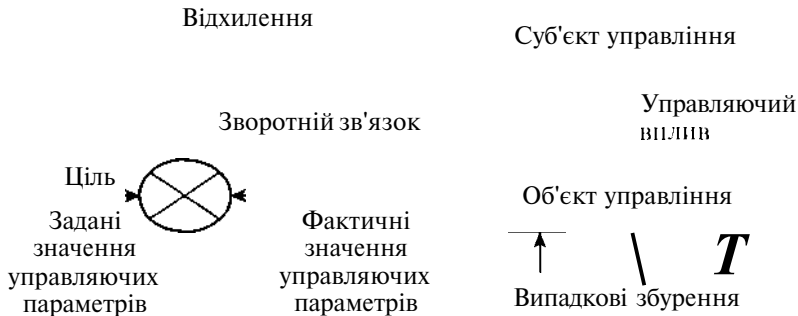 Відхилення
Суб'єкт управління
Управляючий
вплив
Зворотній зв'язок
Ціль
Об'єкт управління
Задані
значення
управляючих
параметрів
Фактичні
значення
управляючих
параметрів
T
Випадкові збурення